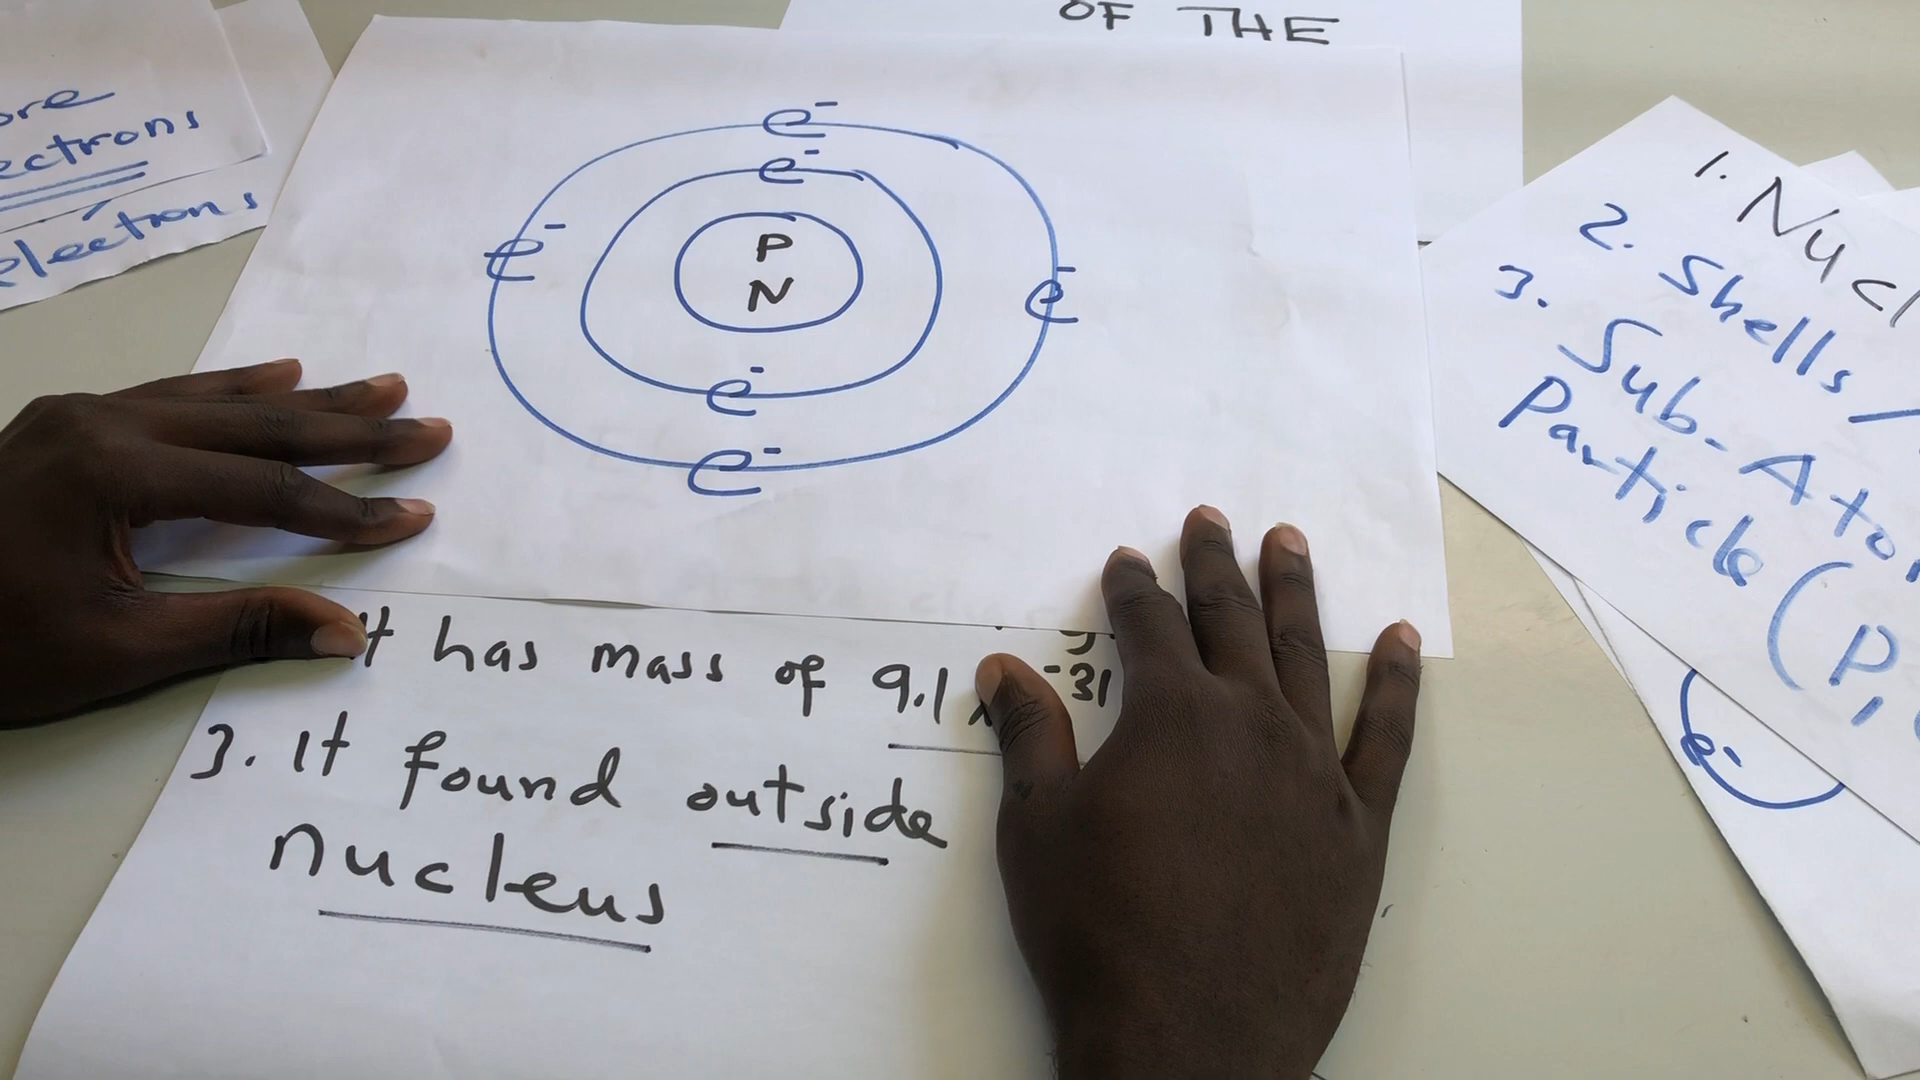 OF THE
ore
ectrons
electrons
e-
e-
P
N
e-
e-
e-
e-
It has mass of 9.1 x -31
3. It found outside
nucleus
1. Nucl
2. Shells /
3. Sub-Ato
Particle (P,
e-